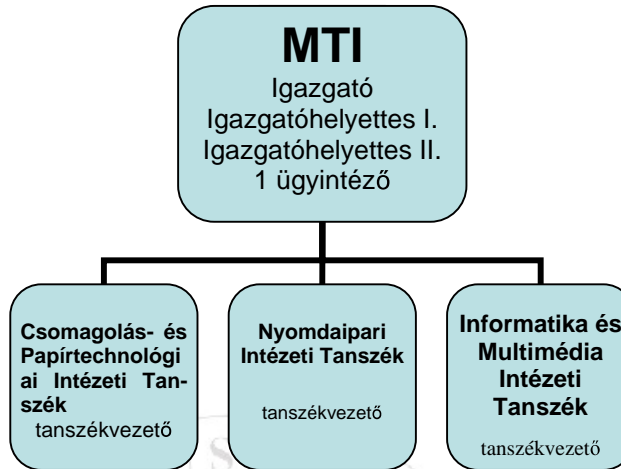 MTI
Igazgató
Igazgatóhelyettes I.
Igazgatóhelyettes II.
1 ügyintéző
Csomagolás- és
Papírtechnológi
ai Intézeti Tan-
szék
tanszékvezető
Nyomdaipari
Intézeti Tanszék
tanszékvezető
Informatika és
Multimédia
Intézeti
Tanszék
tanszékvezető